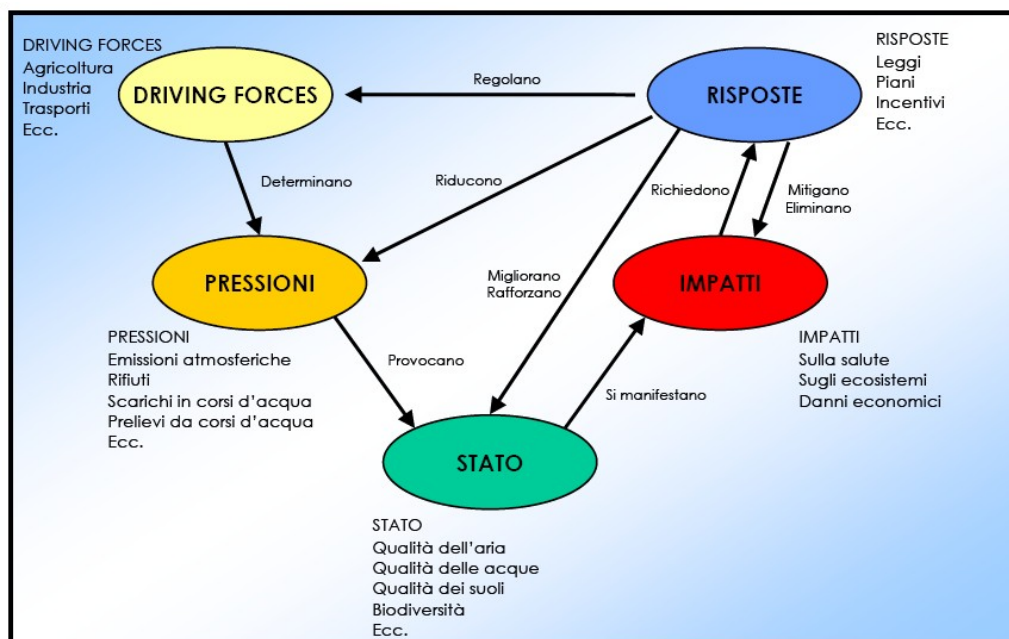 DRIVING FORCES
Agricoltura
Industria
Trasporti
Ecc.
DRIVING FORCES
Regolano
RISPOSTE
RISPOSTE
Leggi
Piani
Incentivi
Ecc.
Determinano
Riducono
Richiedono
Mitigano
Eliminano
PRESSIONI
Migliorano
Rafforzano
IMPATTI
PRESSIONI
Emissioni atmosferiche
Rifiuti
Scarichi in corsi d'acqua
Prelievi da corsi d'acqua
Ecc.
Provocano
Si manifestano
IMPATTI
Sulla salute
Sugli ecosistemi
Danni economici
STATO
STATO
Qualità dell'aria
Qualità delle acque
Qualità dei suoli
Biodiversità
Ecc.